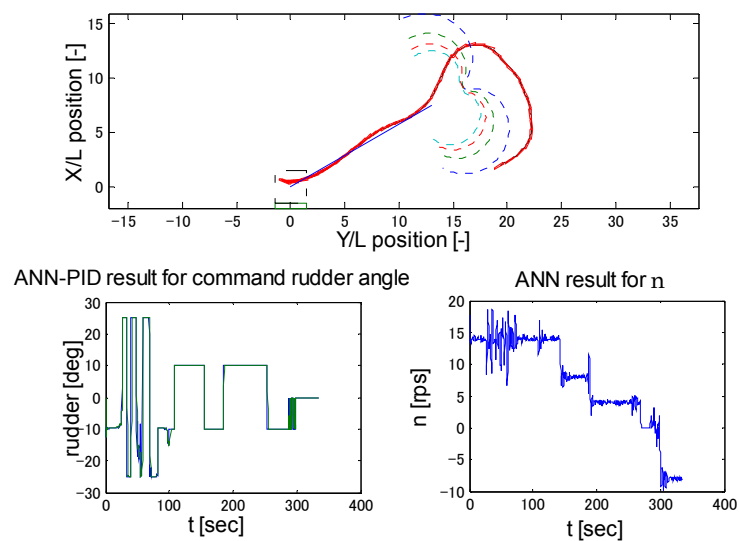 15
10
5
0
X/L position [-]
−15 −10 −5 0 5 10 15 20 25 30 35
Y/L position [-]
ANN-PID result for command rudder angle
30
20
10
0
−10
−20
−30
rudder [deg]
0 100 200 300 400
t [sec]
ANN result for n
20
15
10
5
0
−5
−10
n [rps]
0 100 200 300 400
t [sec]